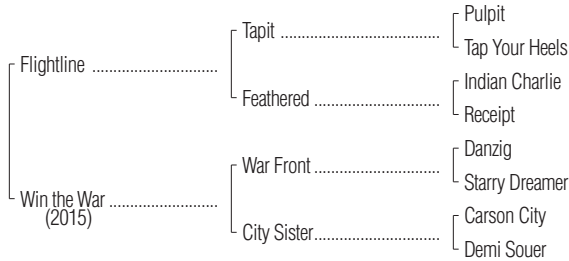 Pulpit
Tapit ........................................
Tap Your Heels
Flightline ................................
Indian Charlie
Feathered ................................
Receipt
Danzig
War Front ................................
Starry Dreamer
Win the War ............................
(2015)
Carson City
City Sister................................
Demi Souer